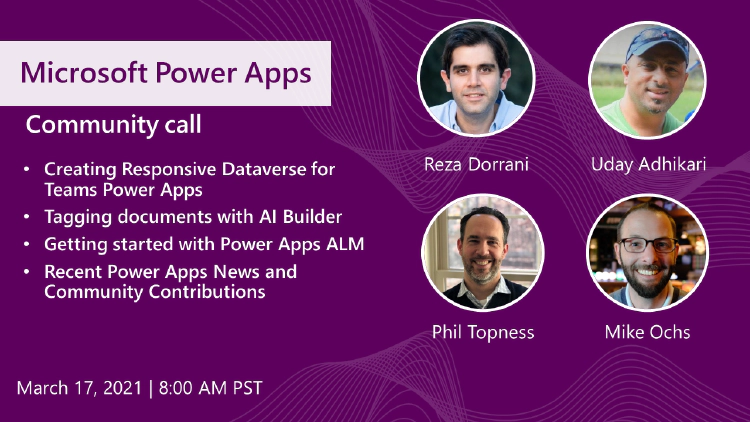 Microsoft Power Apps
Community call
• Creating Responsive Dataverse for
Teams Power Apps
• Tagging documents with AI Builder
• Getting started with Power Apps ALM
• Recent Power Apps News and
Community Contributions
March 17, 2021 | 8:00 AM PST
Reza Dorrani
Uday Adhikari
Phil Topness
Mike Ochs